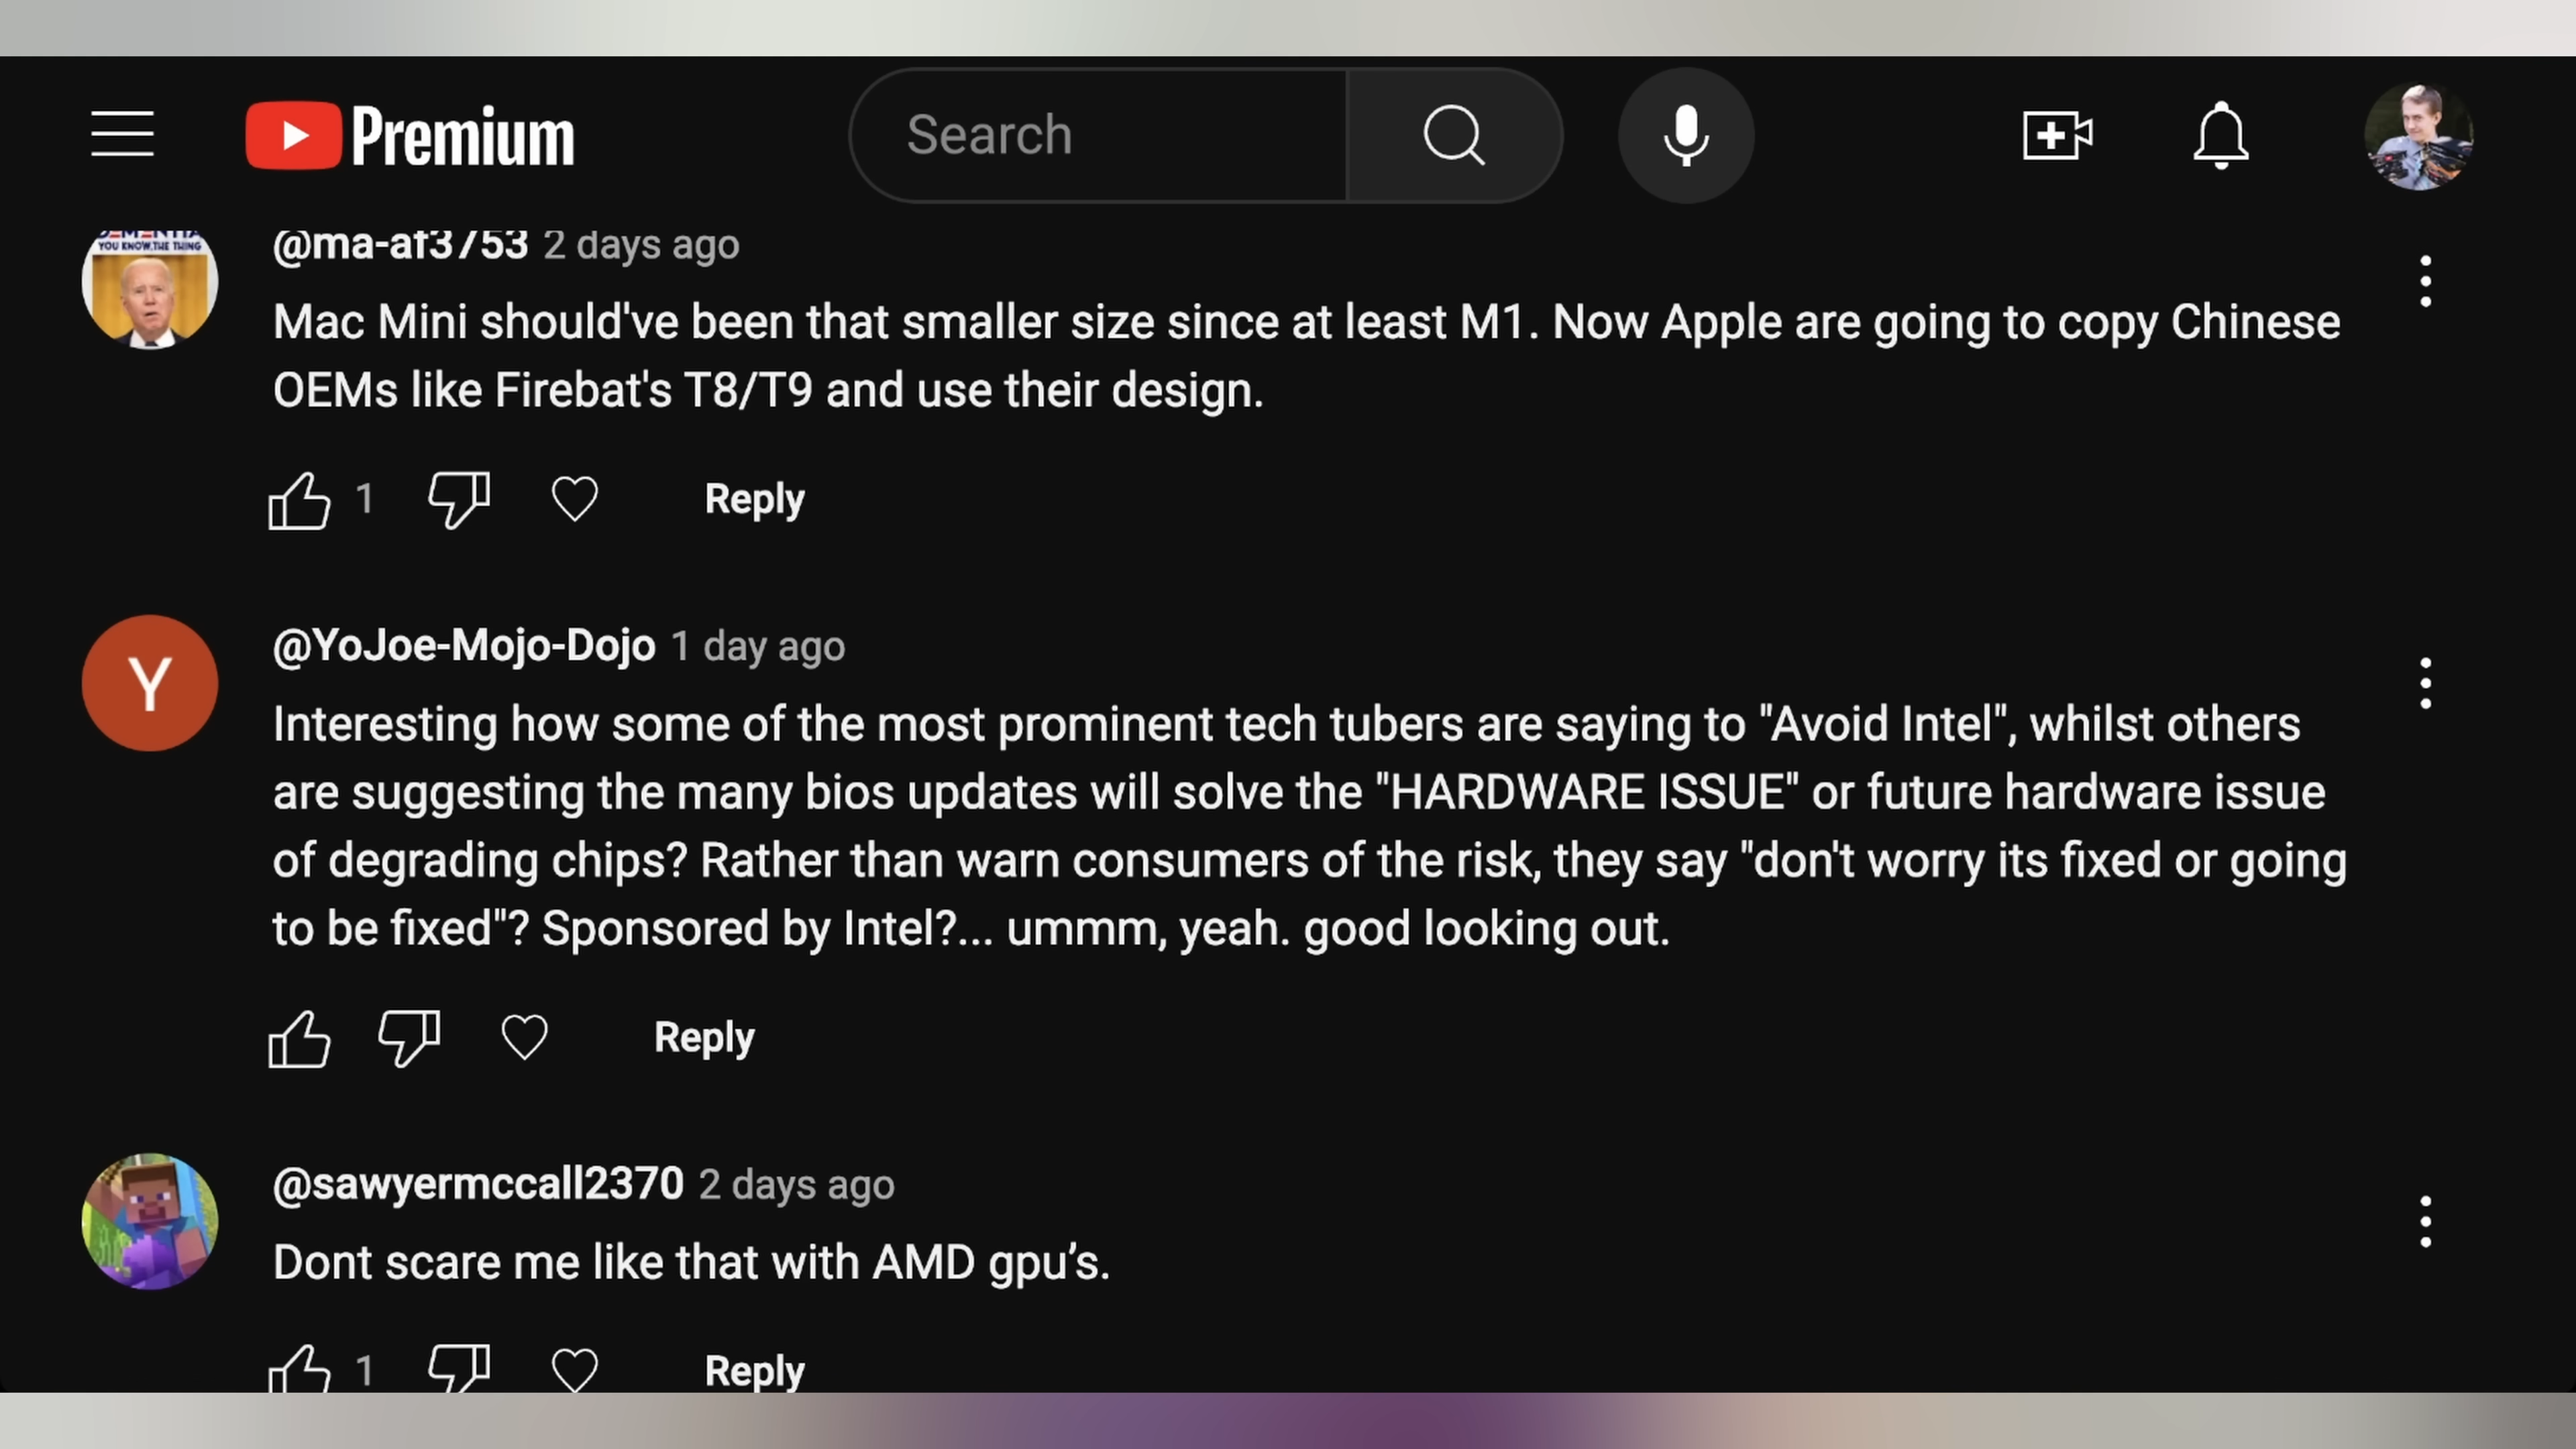 Premium
Search
YOU KNOW, THE THING
@ma-af3753 2 days ago
Mac Mini should've been that smaller size since at least M1. Now Apple are going to copy Chinese
OEMs like Firebat's T8/T9 and use their design.
1 Reply
Y
@YoJoe-Mojo-Dojo 1 day ago
Interesting how some of the most prominent tech tubers are saying to "Avoid Intel", whilst others
are suggesting the many bios updates will solve the "HARDWARE ISSUE" or future hardware issue
of degrading chips? Rather than warn consumers of the risk, they say "don't worry its fixed or going
to be fixed"? Sponsored by Intel?... ummm, yeah. good looking out.
Reply
@sawyermccall2370 2 days ago
Dont scare me like that with AMD gpu’s.
1 Reply